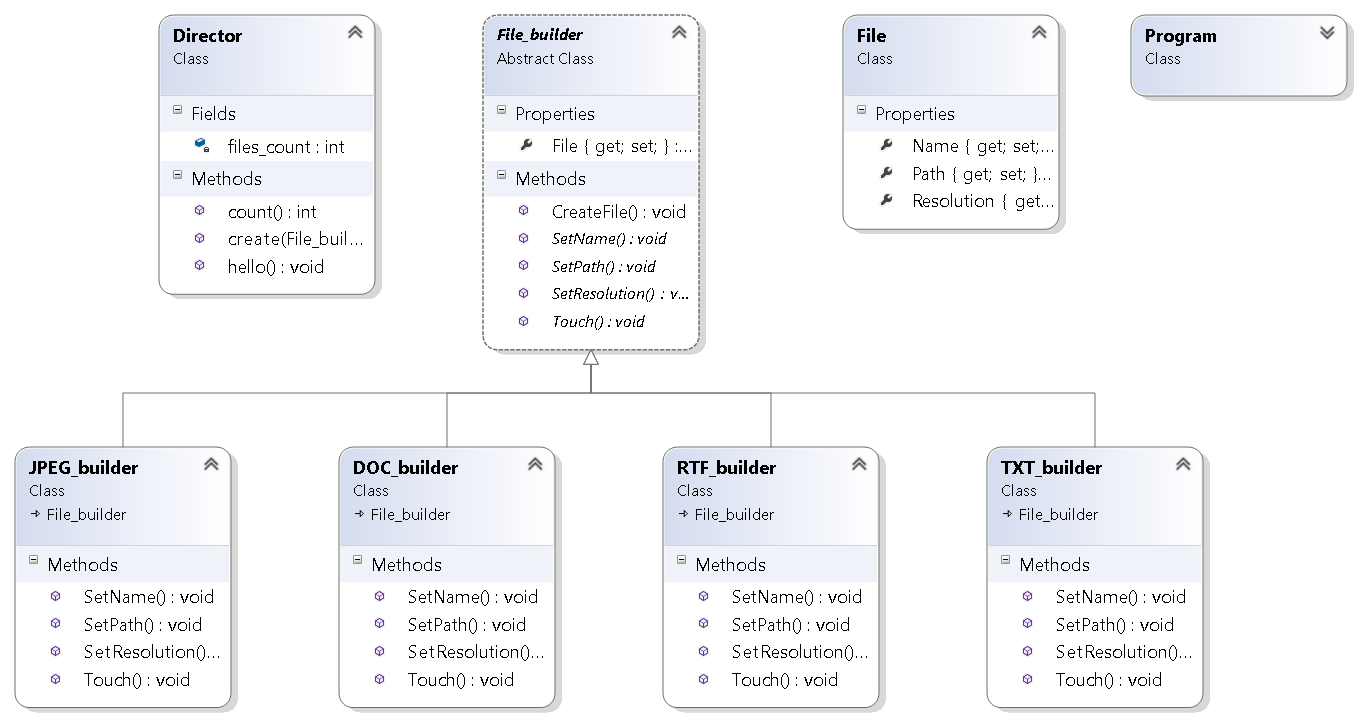 Director
Class
Fields
files_count : int
Methods
count() : int
create(File_buil...
hello() : void
File_builder
Abstract Class
Properties
File { get; set; } :...
Methods
CreateFile() : void
SetName() : void
SetPath() : void
SetResolution() : v...
Touch() : void
File
Class
Properties
Name { get; set;...
Path { get; set; }...
Resolution { get...
Program
Class
JPEG_builder
Class
→ File_builder
Methods
SetName() : void
SetPath() : void
SetResolution()...
Touch() : void
DOC_builder
Class
→ File_builder
Methods
SetName() : void
SetPath() : void
SetResolution()...
Touch() : void
RTF_builder
Class
→ File_builder
Methods
SetName() : void
SetPath() : void
SetResolution()...
Touch() : void
TXT_builder
Class
→ File_builder
Methods
SetName() : void
SetPath() : void
SetResolution()...
Touch() : void